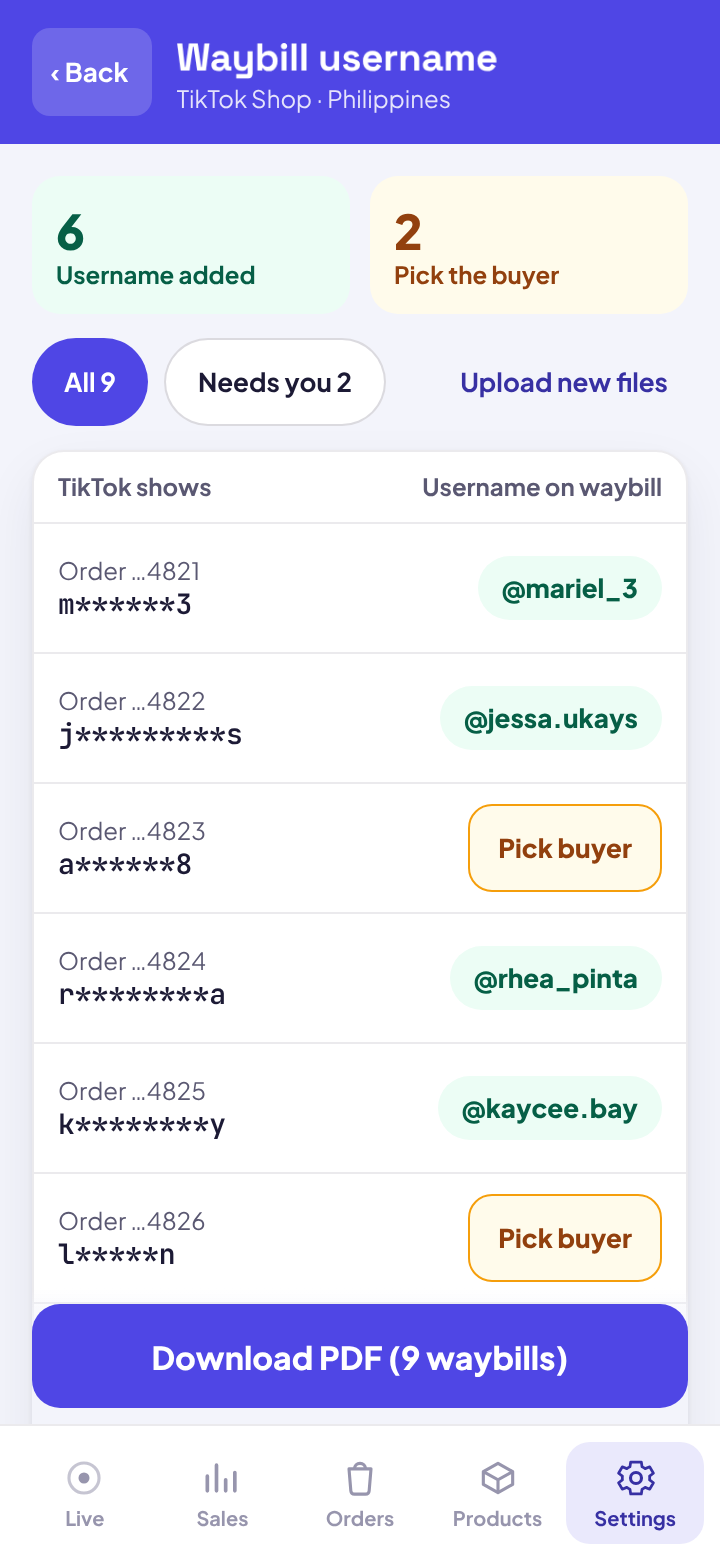 ‹ Back
Waybill username
TikTok Shop · Philippines
6
Username added
2
Pick the buyer
All 9
Needs you 2
Upload new files
TikTok shows
Username on waybill
Order …4821
m******3
@mariel_3
Order …4822
j*********s
@jessa.ukays
Order …4823
a******8
Pick buyer
Order …4824
r********a
@rhea_pinta
Order …4825
k********y
@kaycee.bay
Order …4826
l*****n
Pick buyer
Download PDF (9 waybills)
Live
Sales
Orders
Products
Settings